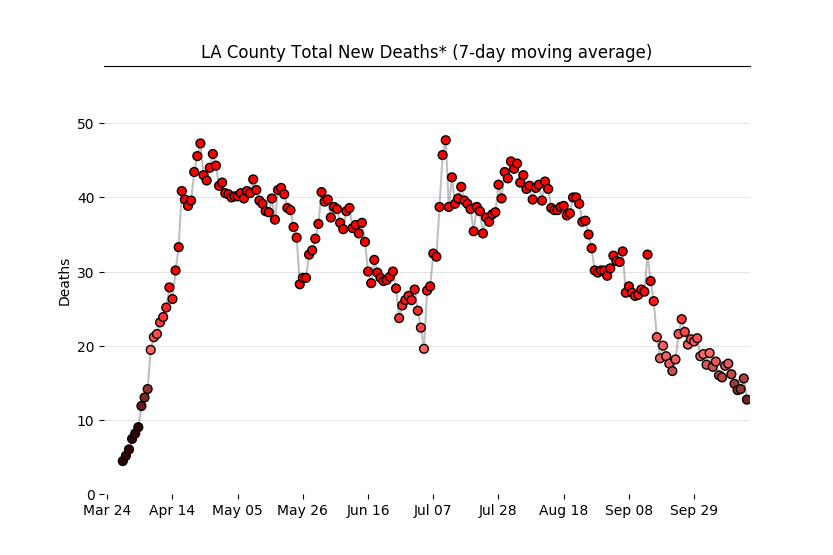 LA County Total New Deaths* (7-day moving average)
50
40
30
20
10
0
Deaths
Mar 24 Apr 14 May 05 May 26 Jun 16 Jul 07 Jul 28 Aug 18 Sep 08 Sep 29